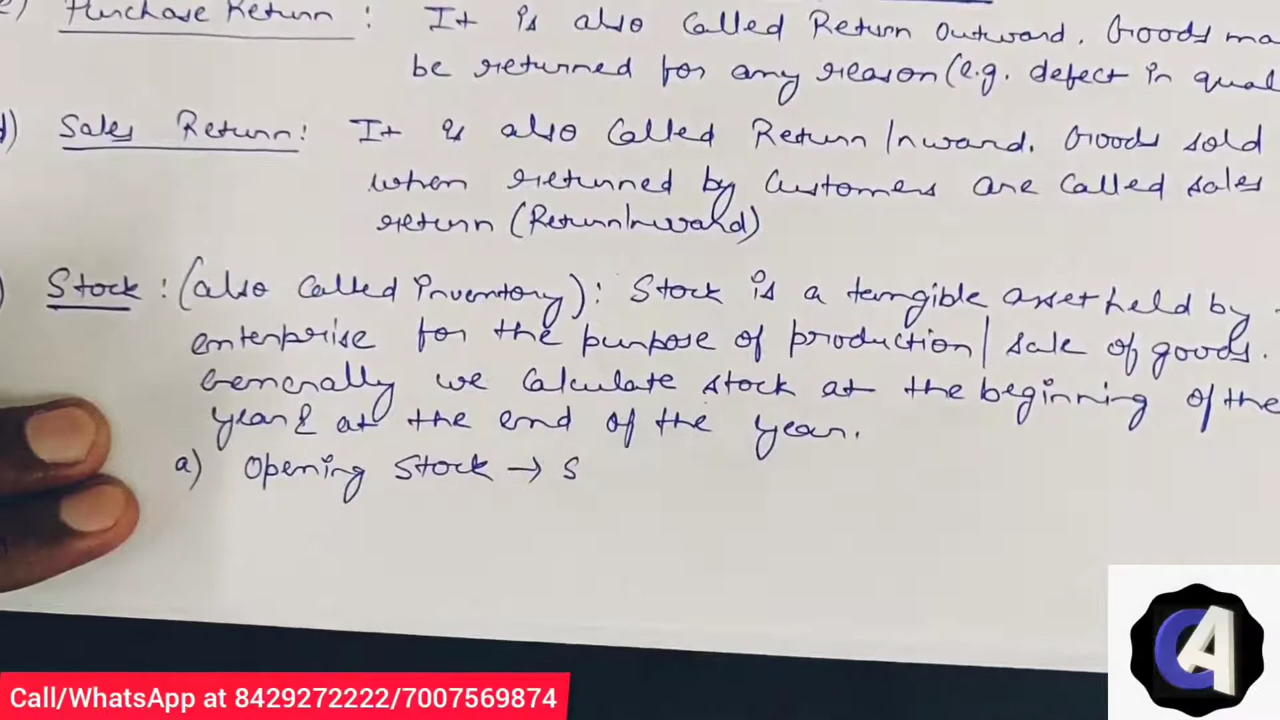 c) Purchase Return : It is also called Return Outward. Goods ma
be returned for any reason (e.g. defect in qual
d) Sales Return : It is also called Return Inward. Goods sold
when returned by customers are called sales
return (Return Inward)
) Stock : (also called Inventory) : Stock is a tangible asset held by
enterprise for the purpose of production/sale of goods.
Generally we calculate stock at the beginning of the
year & at the end of the year.
a) Opening Stock → S
CA
Call/WhatsApp at 8429272222/7007569874